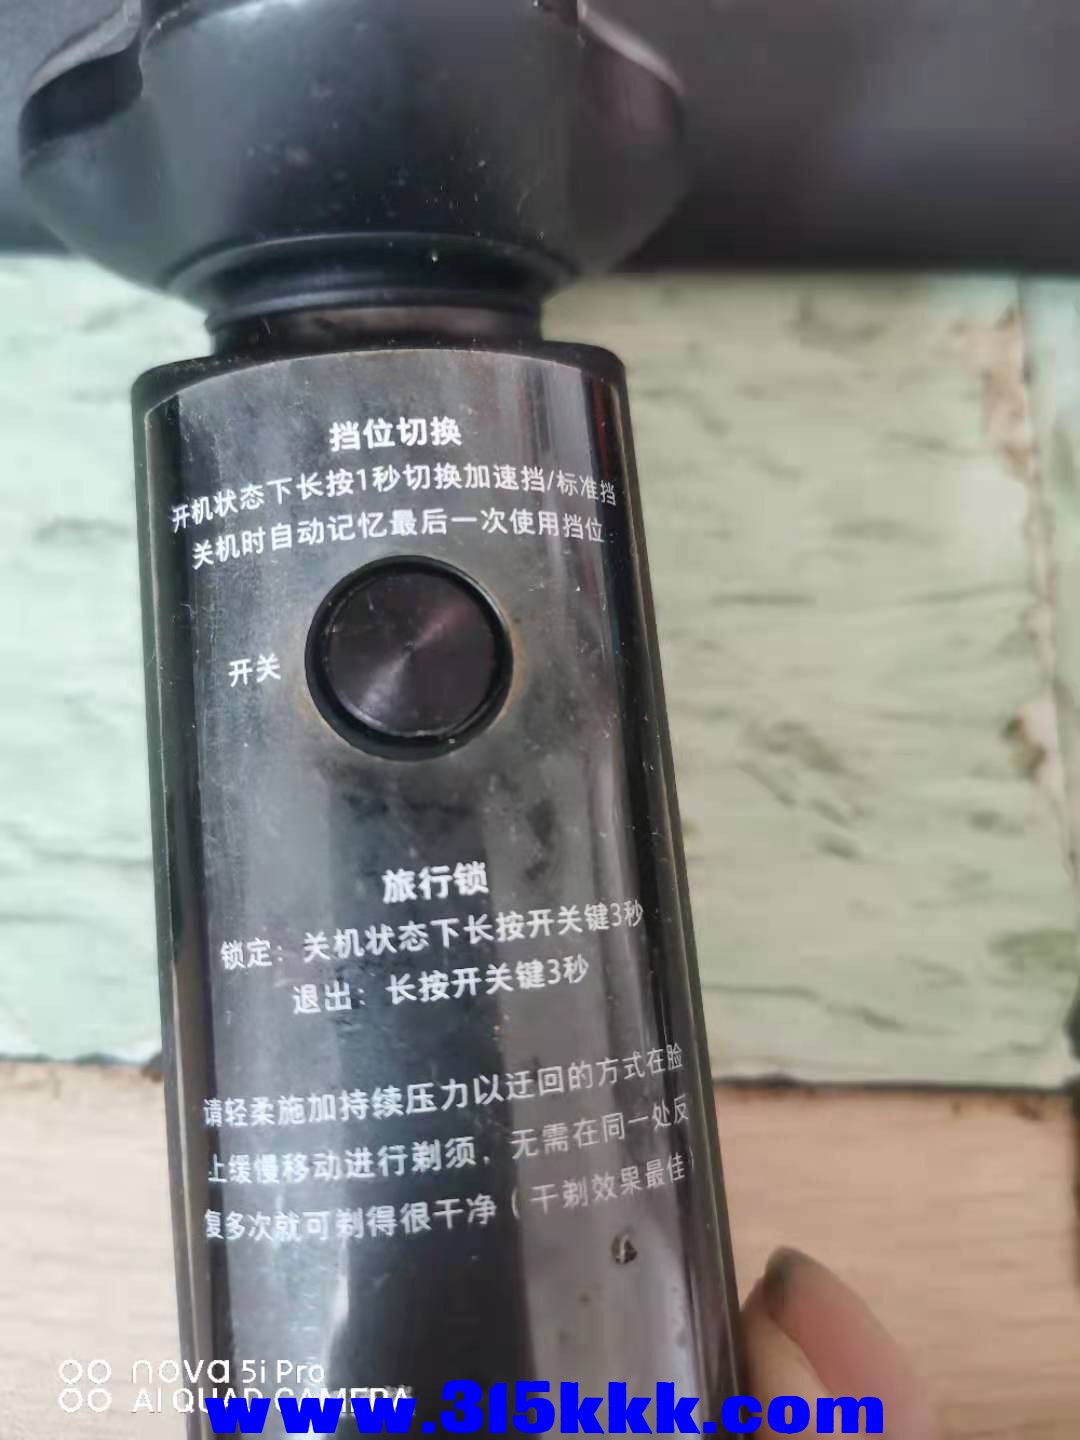 挡位切换
开机状态下长按1秒切换加速挡/标准挡
关机时自动记忆最后一次使用挡位
开关
旅行锁
锁定：关机状态下长按开关键3秒
退出：长按开关键3秒
请轻柔施加持续压力以迂回的方式在脸
上缓慢移动进行剃须，无需在同一处反
复多次就可剃得很干净（干剃效果最佳）
nova 5i Pro
AI QUAD CAMERA
www.315kkk.com